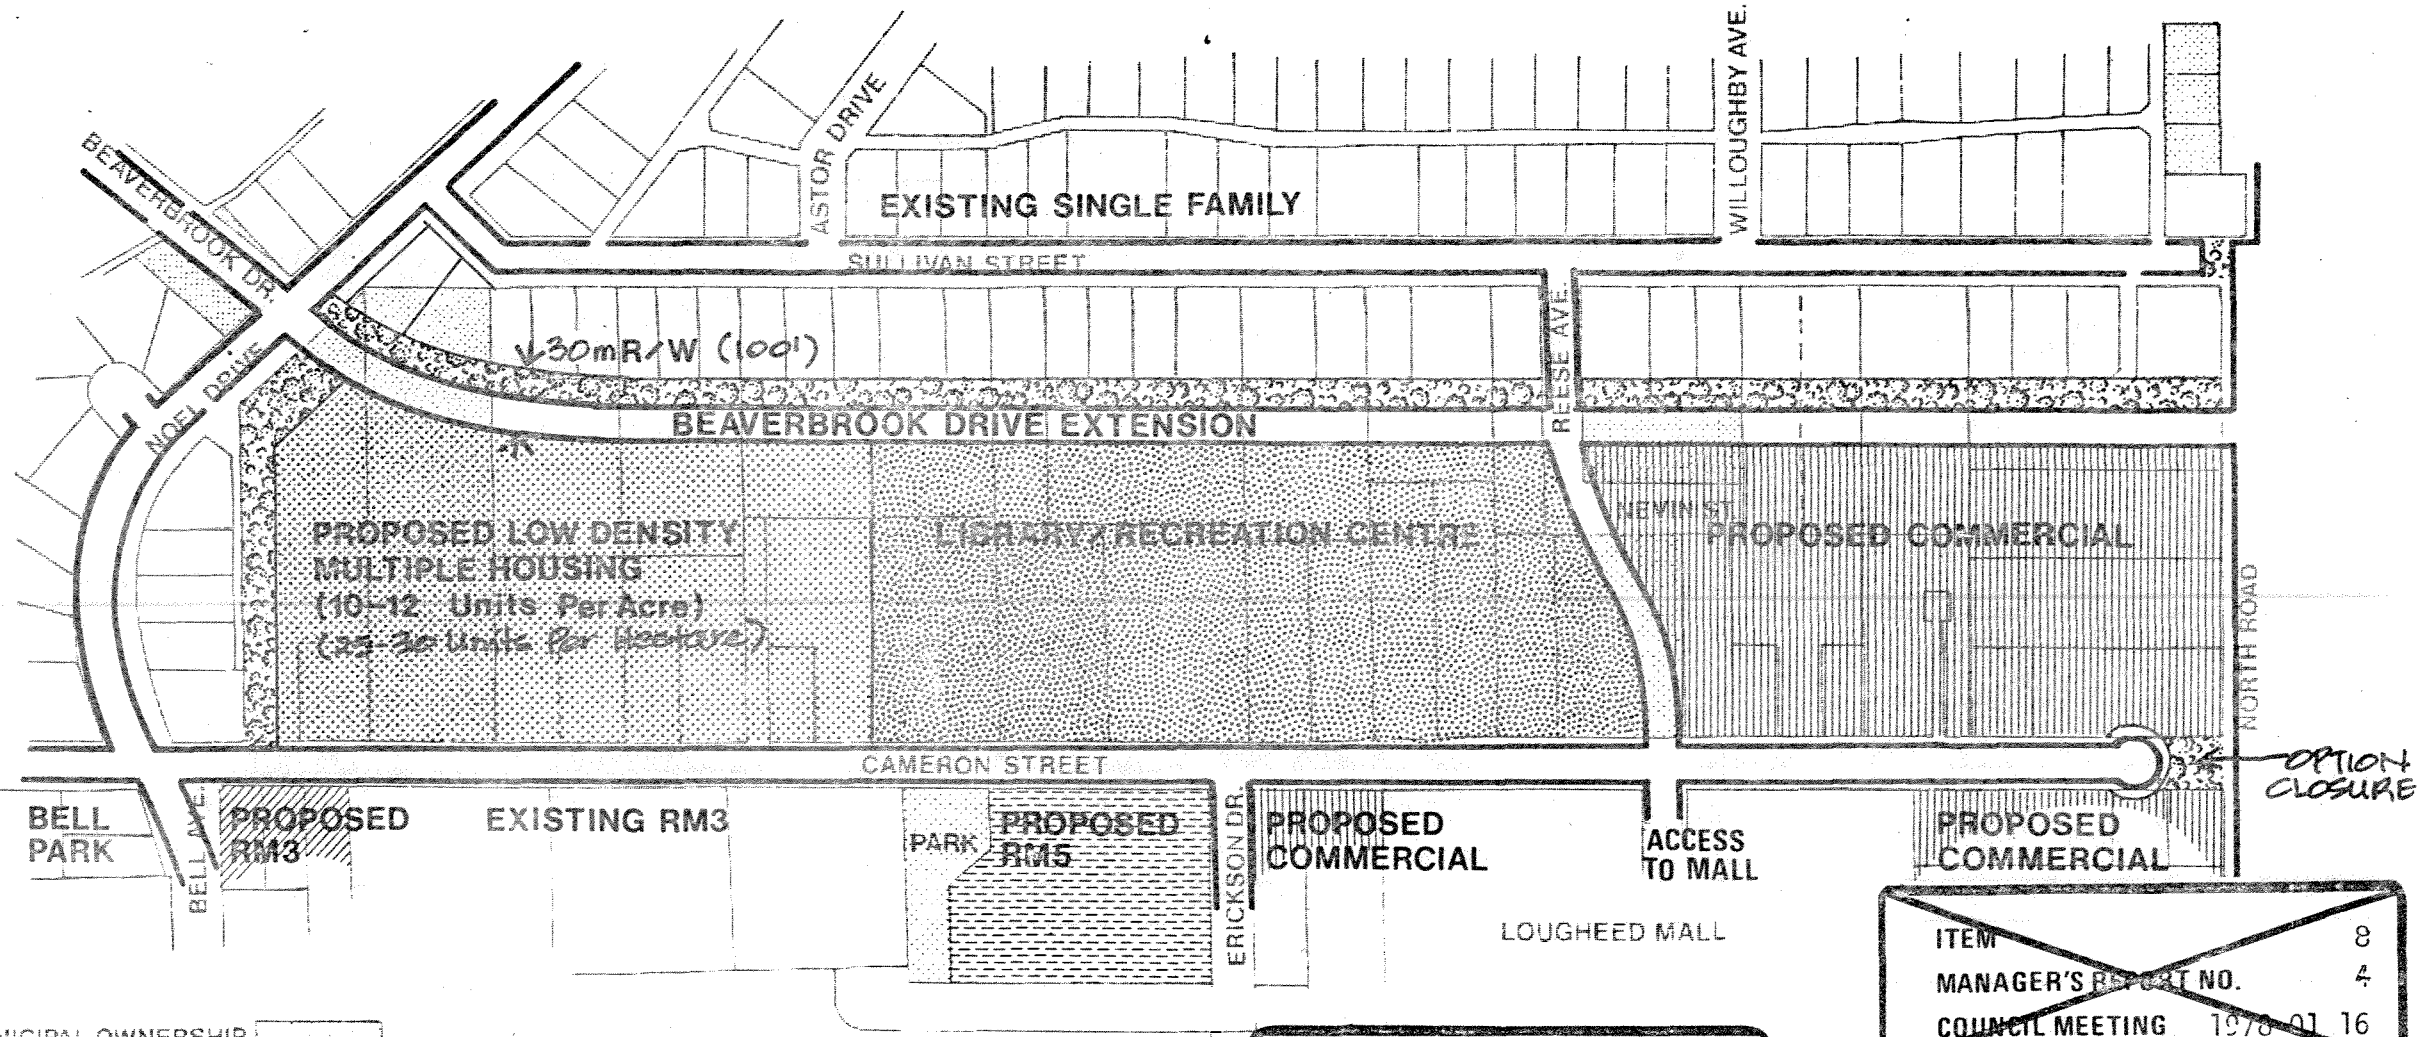 WILLOUGHBY AVE.
ASTOR DRIVE
BEAVERBROOK DR.
EXISTING SINGLE FAMILY
SULLIVAN STREET
REESE AVE.
NOEL DRIVE
30m R/W (100')
BEAVERBROOK DRIVE EXTENSION
NEVIN ST.
PROPOSED LOW DENSITY
MULTIPLE HOUSING
(10-12 Units Per Acre)
(25-30 Units Per Hectare)
LIBRARY/RECREATION CENTRE
PROPOSED COMMERCIAL
NORTH ROAD
CAMERON STREET
OPTION
CLOSURE
BELL
PARK
BELL AVE.
PROPOSED
RM3
EXISTING RM3
PARK
PROPOSED
RM5
ERICKSON DR.
PROPOSED
COMMERCIAL
ACCESS
TO MALL
PROPOSED
COMMERCIAL
LOUGHEED MALL
ITEM 8
MANAGER'S REPORT NO. 4
COUNCIL MEETING 1978 01 16
OWNERSHIP